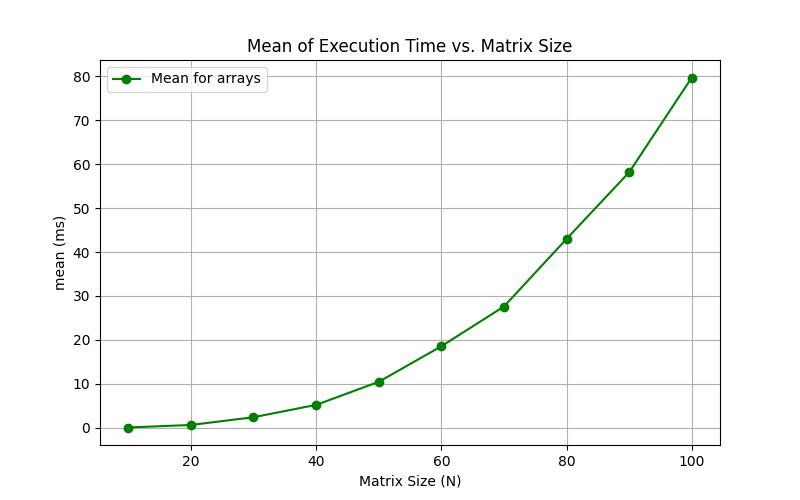 Mean of Execution Time vs. Matrix Size
Mean for arrays
80
70
60
50
40
30
20
10
0
mean (ms)
20 40 60 80 100
Matrix Size (N)